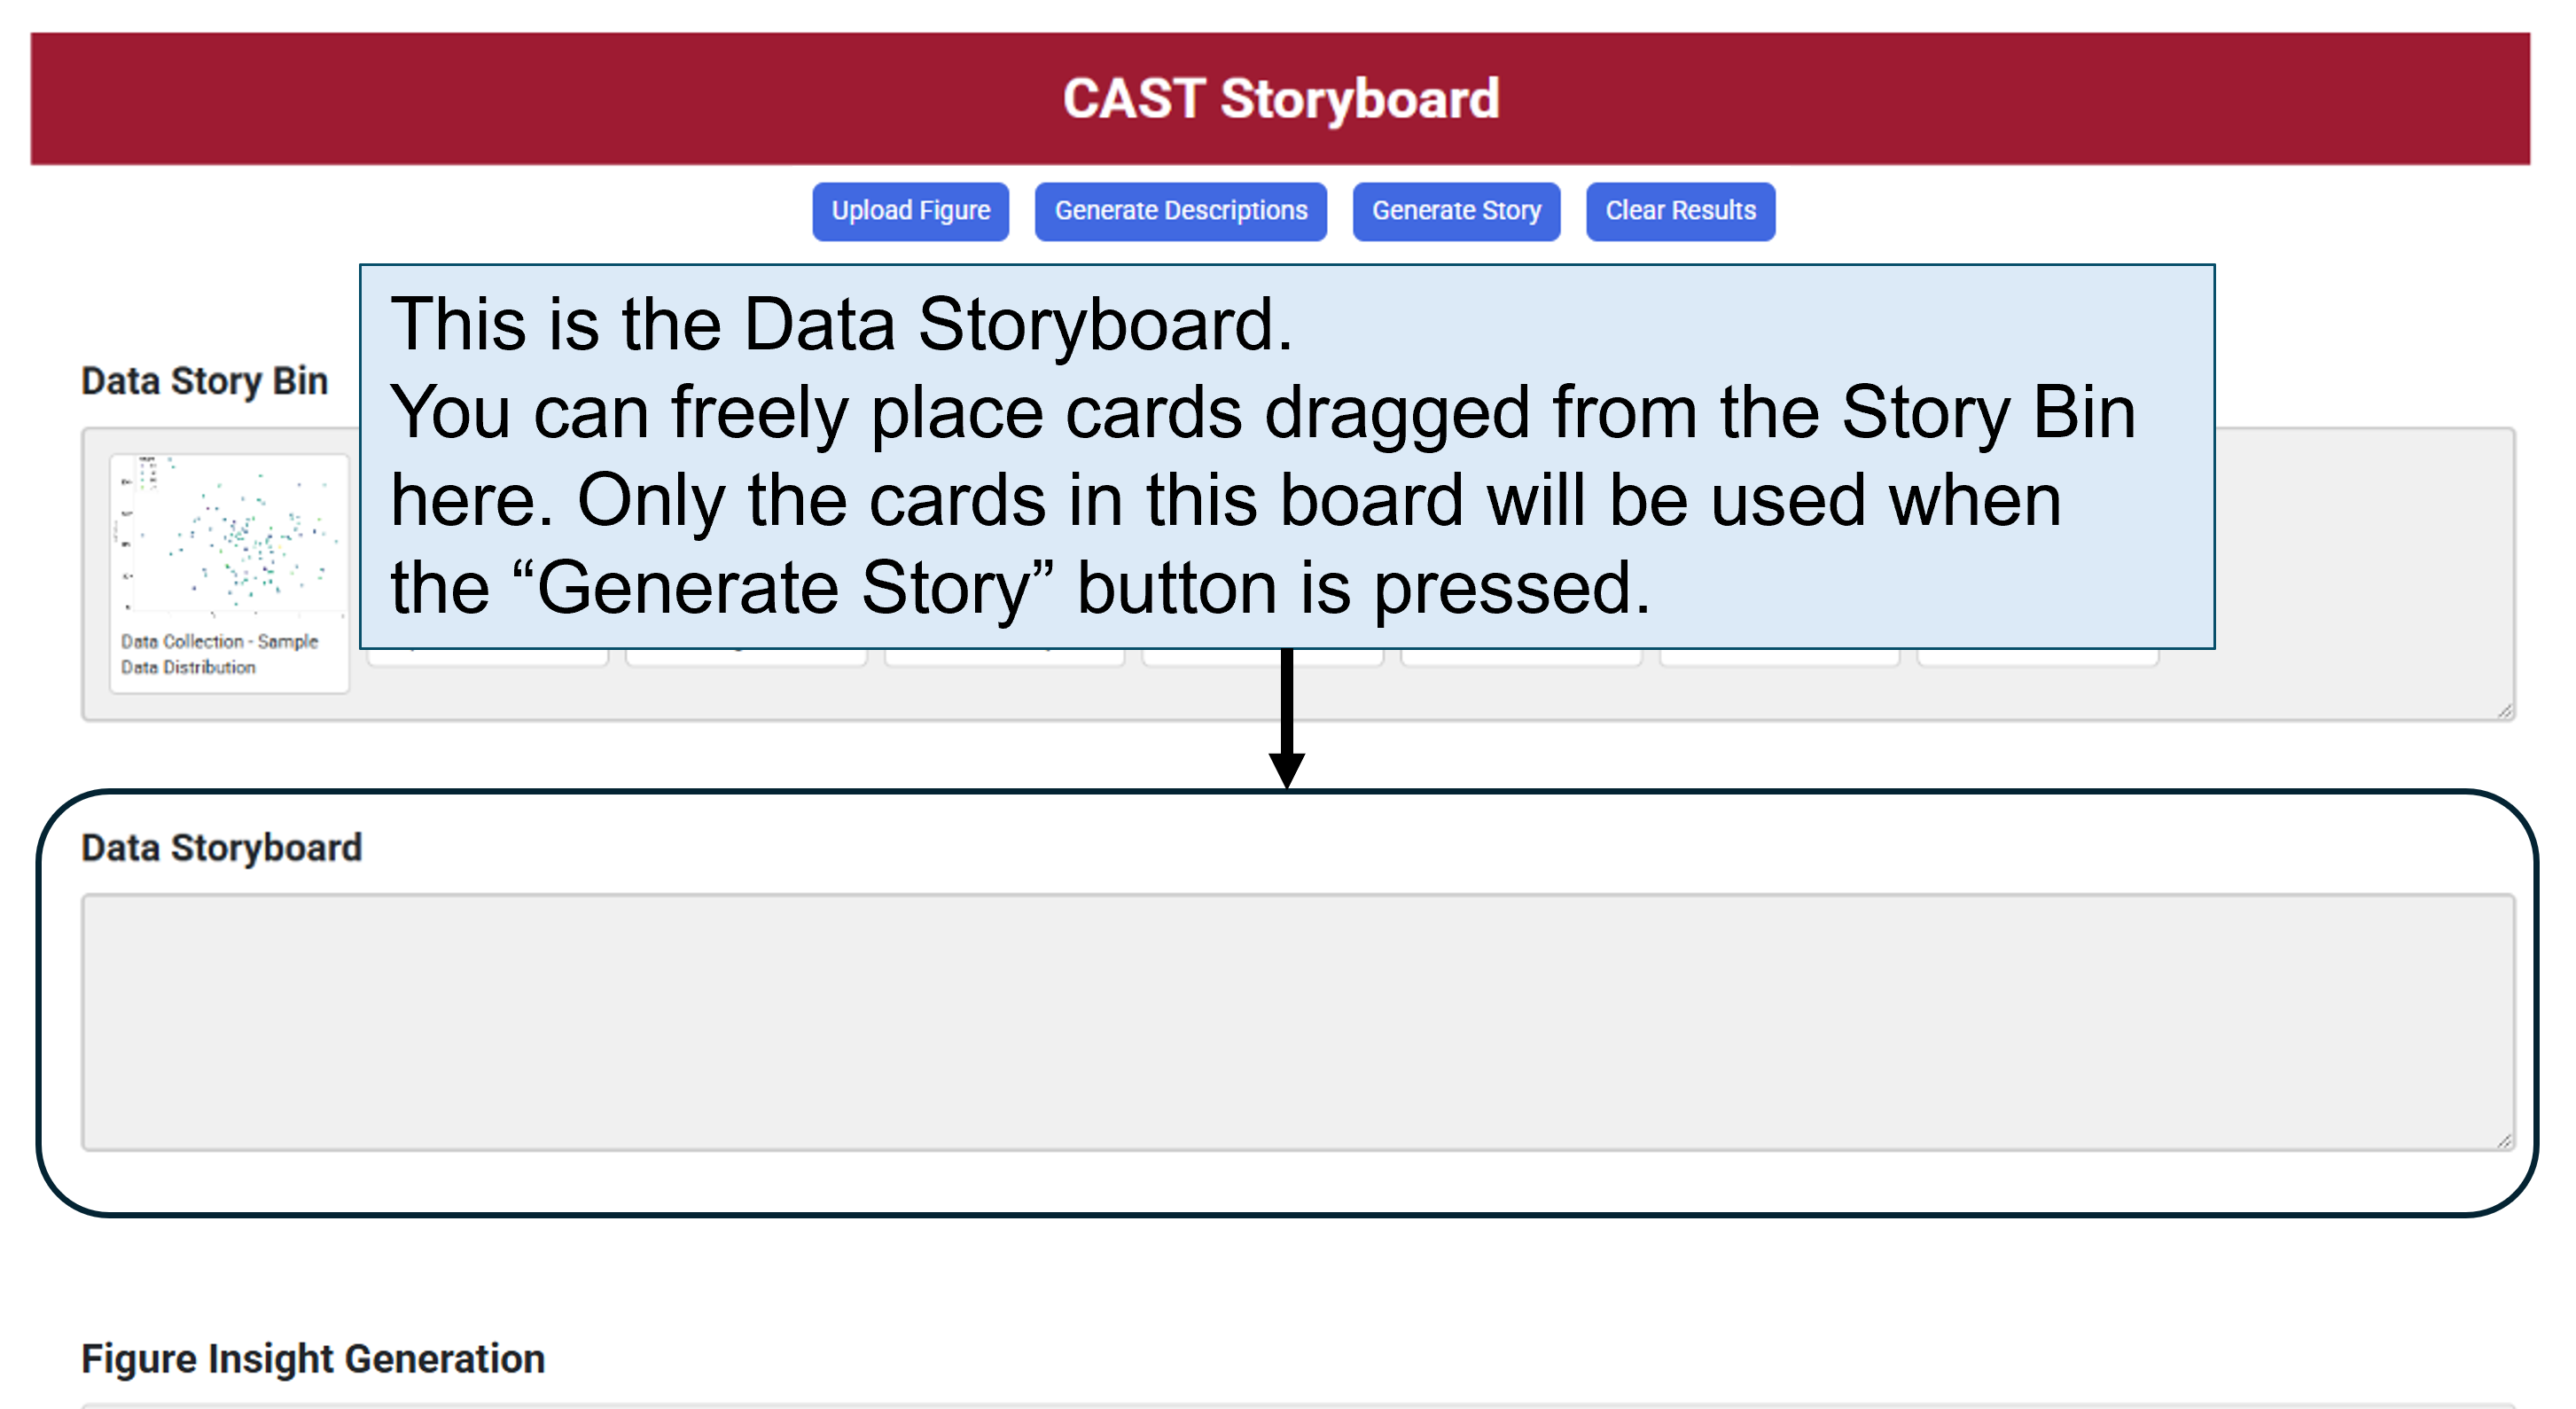 CAST Storyboard
Upload Figure
Generate Descriptions
Generate Story
Clear Results
This is the Data Storyboard.
You can freely place cards dragged from the Story Bin
here. Only the cards in this board will be used when
the “Generate Story” button is pressed.
Data Story Bin
Data Collection - Sample
Data Distribution
Data Storyboard
Figure Insight Generation